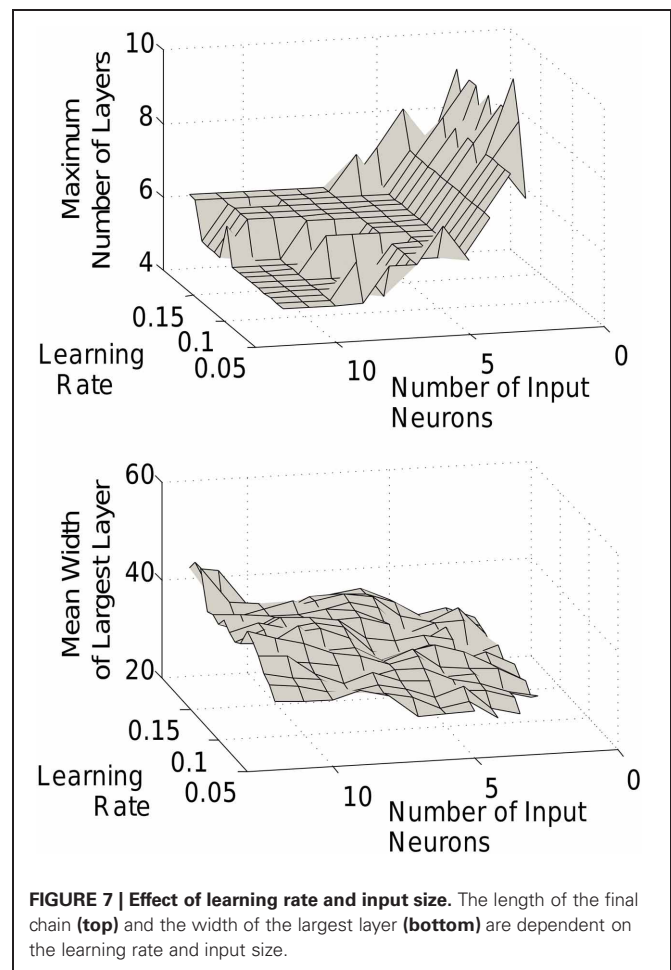 10
8
6
4
Maximum
Number of Layers
0.15
0.1
0.05
Learning
Rate
10
5
0
Number of Input
Neurons
60
40
20
Mean Width
of Largest Layer
0.15
0.1
0.05
Learning
Rate
10
5
0
Number of Input
Neurons
FIGURE 7 | Effect of learning rate and input size. The length of the final
chain (top) and the width of the largest layer (bottom) are dependent on
the learning rate and input size.